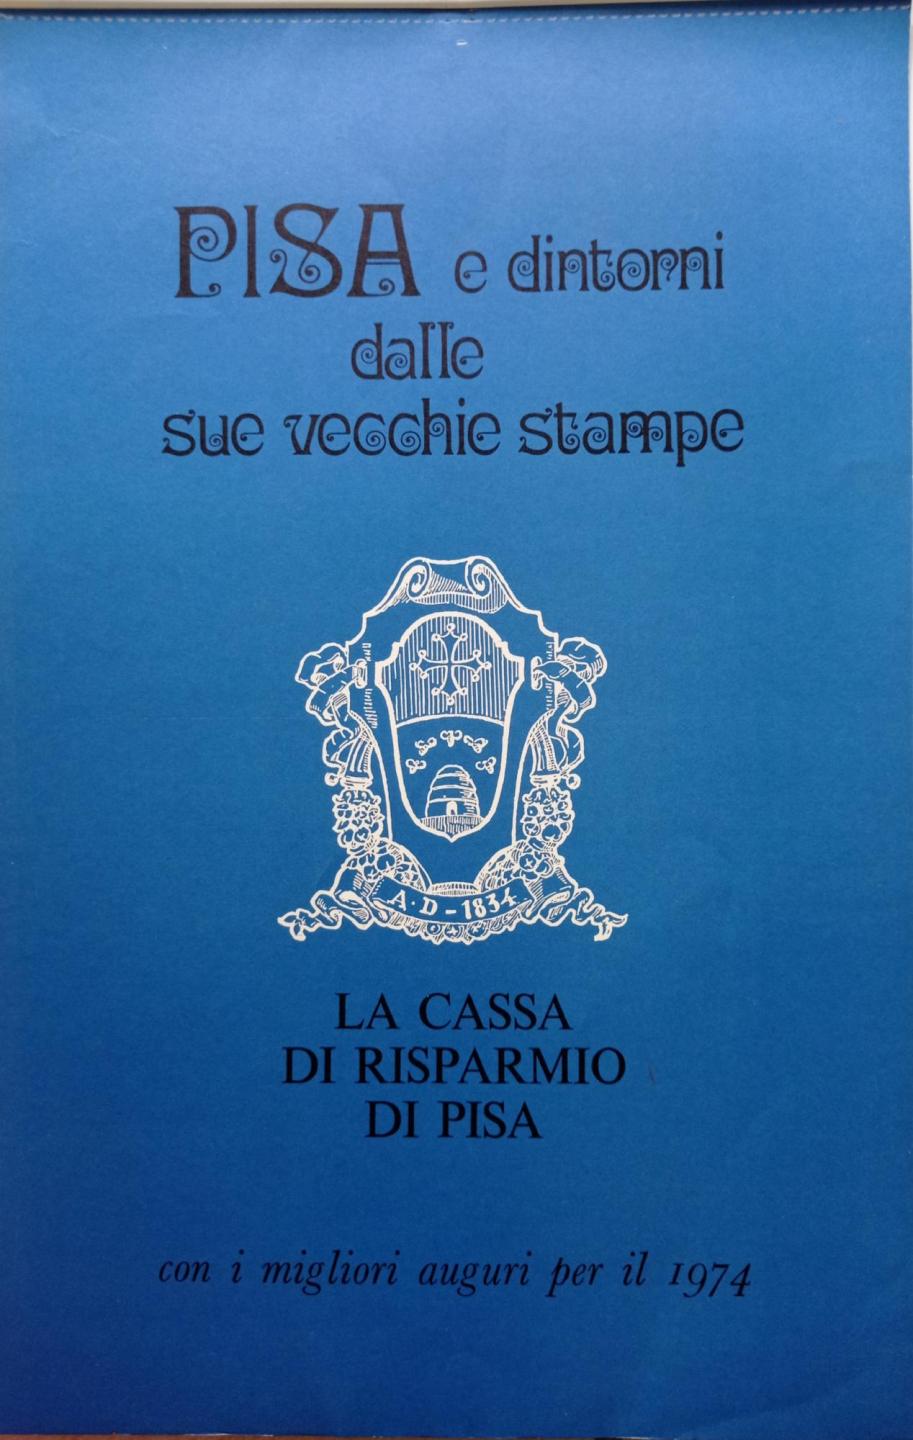 PISA e dintorni
dalle
sue vecchie stampe
A·D-1834
LA CASSA
DI RISPARMIO
DI PISA
con i migliori auguri per il 1974